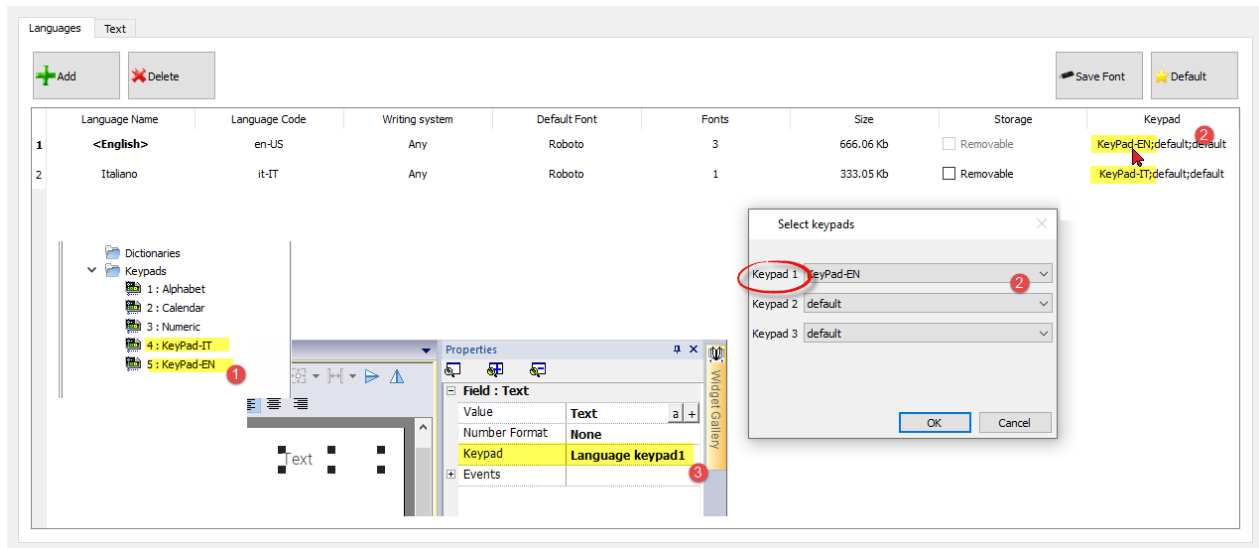 Languages Text
Add Delete Save Font Default
Language Name Language Code Writing system Default Font Fonts Size Storage Keypad
1 <English> en-US Any Roboto 3 666.06 Kb Removable KeyPad-EN;default;default
2
2 Italiano it-IT Any Roboto 1 333.05 Kb Removable KeyPad-IT;default;default
Dictionaries
Keypads
1 : Alphabet
2 : Calendar
3 : Numeric
4 : KeyPad-IT
5 : KeyPad-EN
1
Text
Properties
Field : Text
Value Text a +
Number Format None
Keypad Language keypad1
3
Events
Widget Gallery
Select keypads
Keypad 1 KeyPad-EN
2
Keypad 2 default
Keypad 3 default
OK Cancel